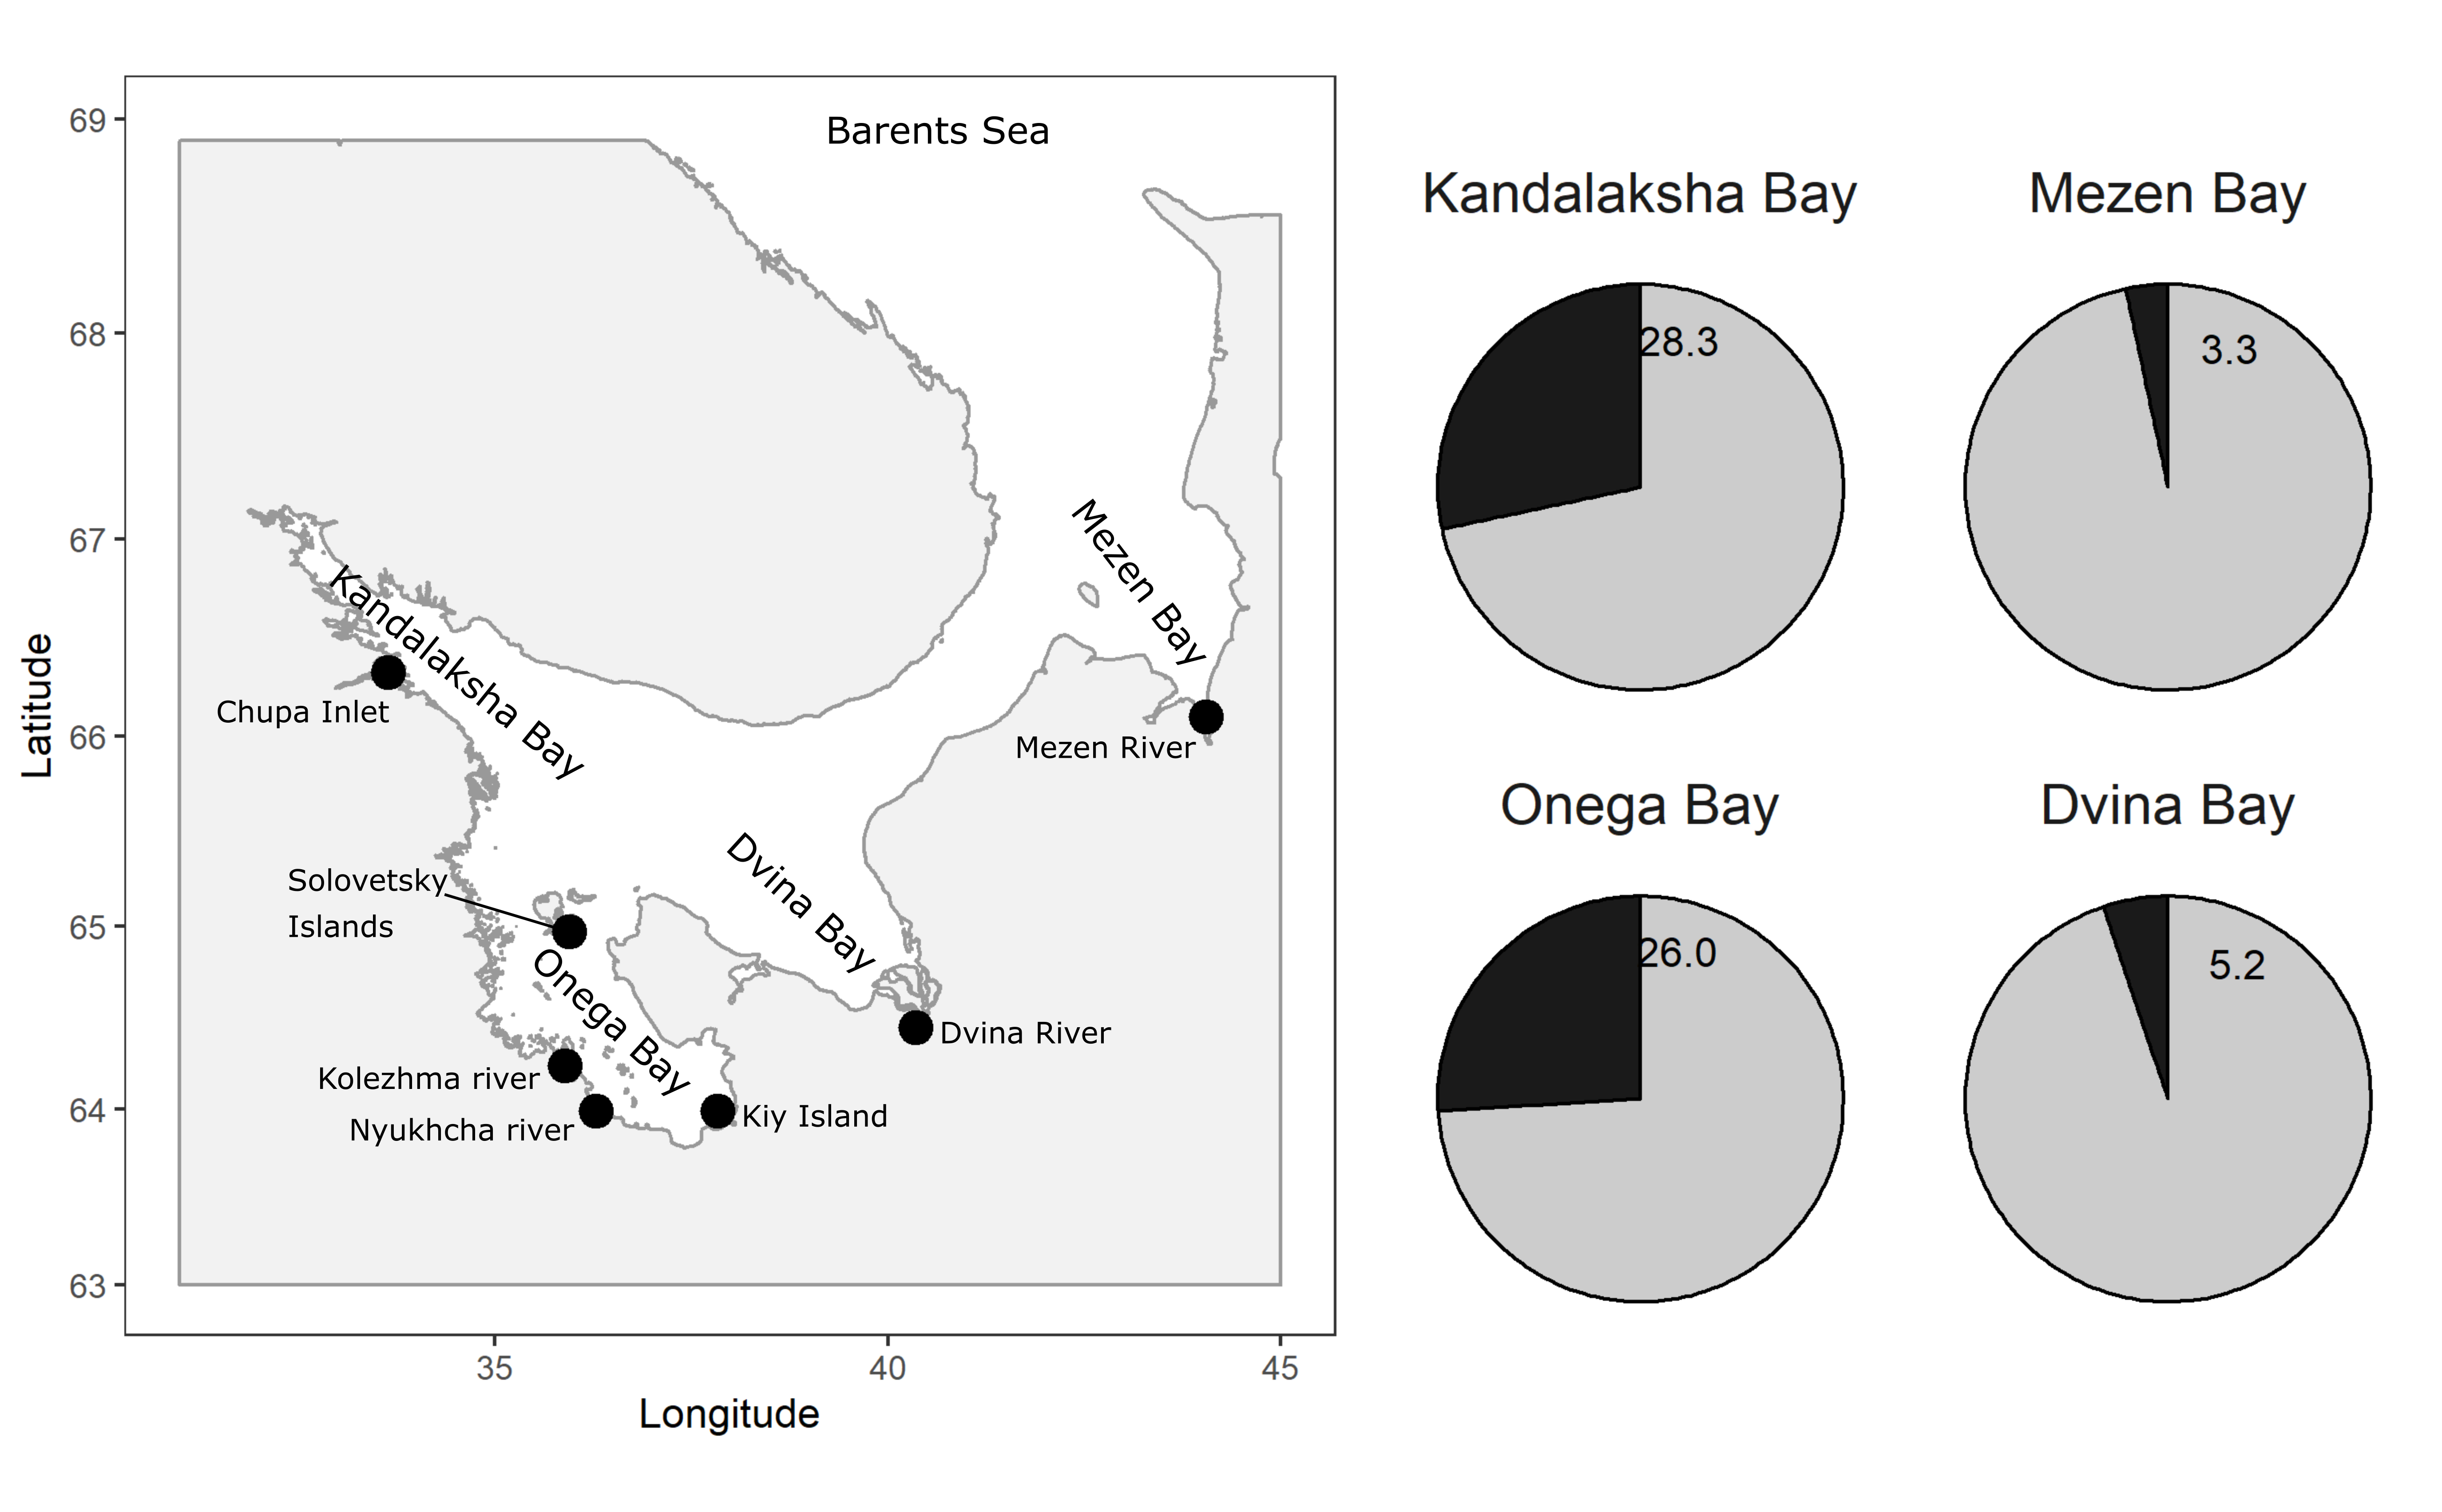 69
68
67
66
65
64
63
Latitude
35
40
45
Longitude
Barents Sea
Mezen Bay
Kandalaksha Bay
Chupa Inlet
Mezen River
Dvina Bay
Solovetsky
Islands
Onega Bay
Dvina River
Kolezhma river
Nyukhcha river
Kiy Island
Kandalaksha Bay
28.3
Mezen Bay
3.3
Onega Bay
26.0
Dvina Bay
5.2